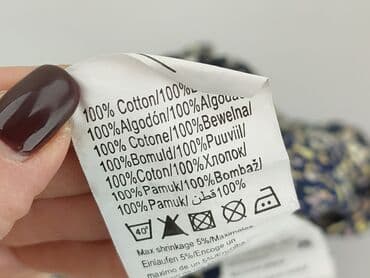 100% Cotton/100%
100% Algodón/100% Algodão
100% Cotone/100% Bewełna/
100% Bomuld/100% Puuvill/
100% Coton/100% Хлопок/
100% Pamuk/100% Bombaž/
100% Pamuk/ قطن 100%
40°
Max shrinkage 5%/Maximales
Einlaufen 5%/Encoge un
máximo de un 5%/